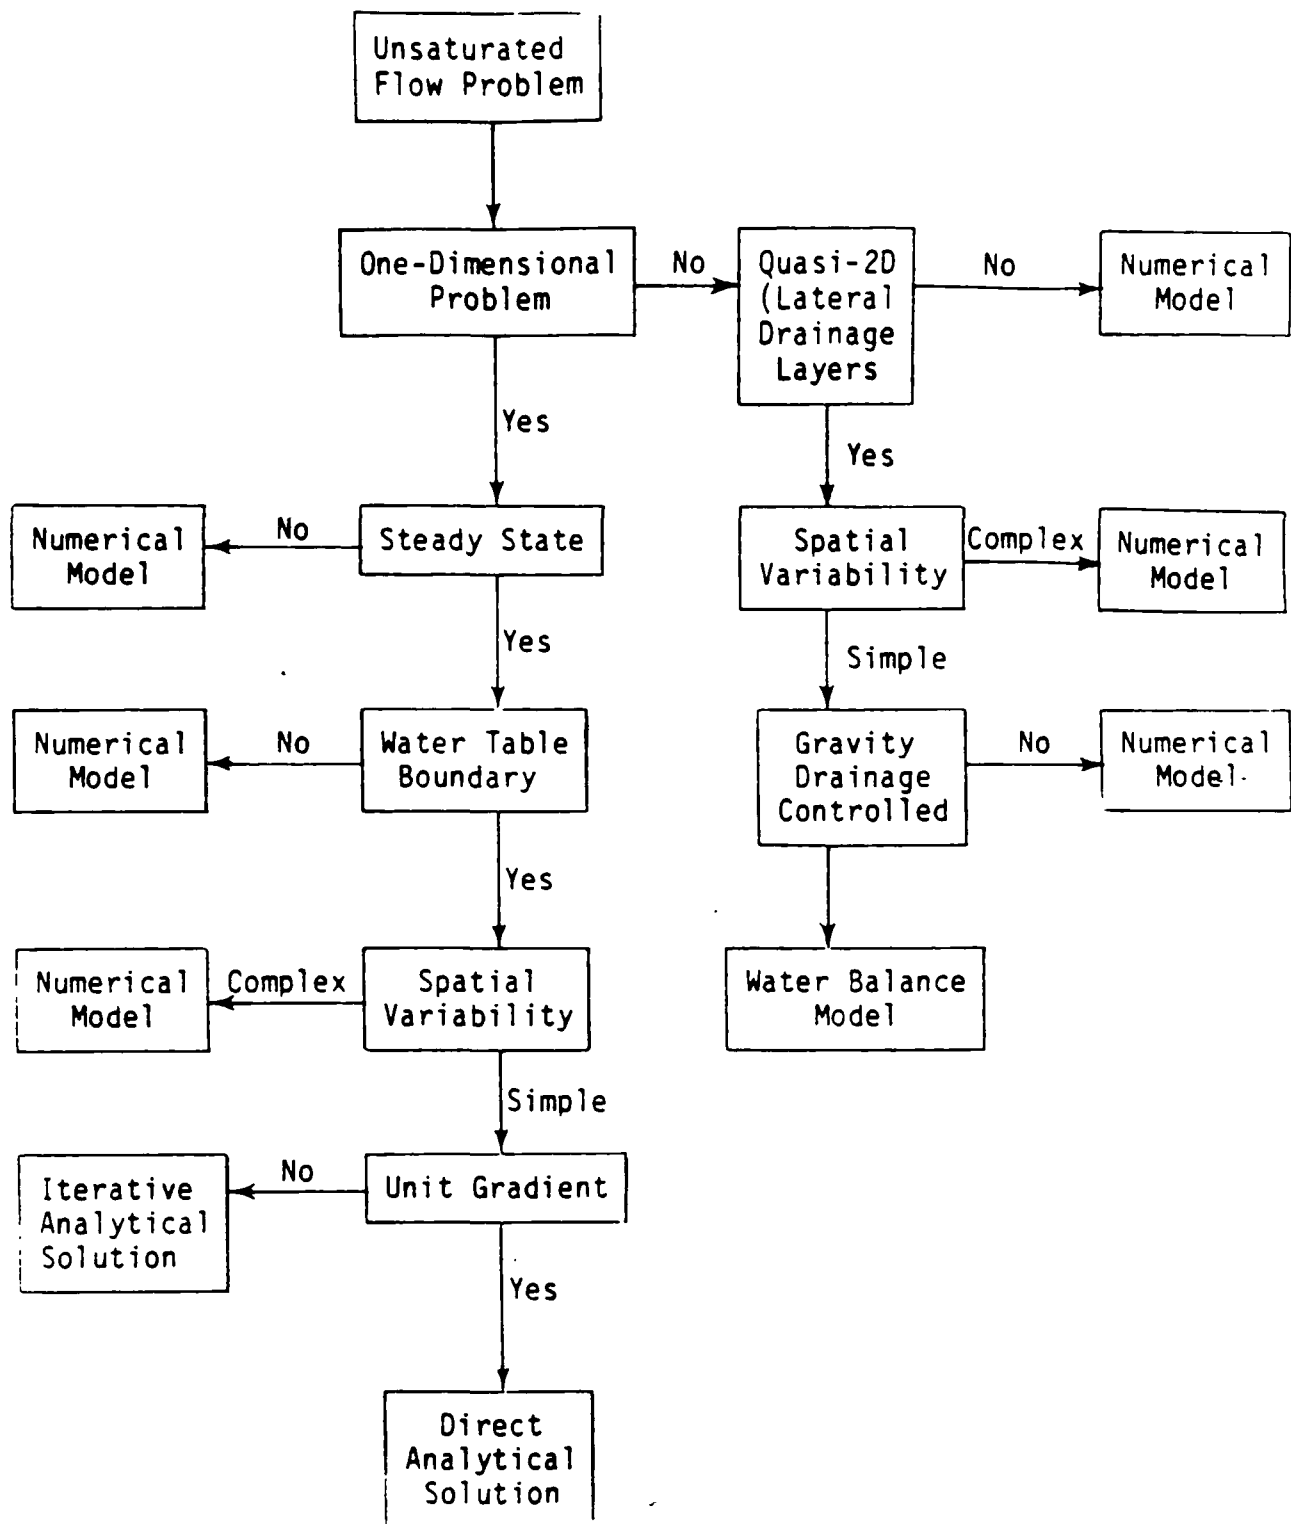 Unsaturated
Flow Problem
One-Dimensional
Problem
No
Quasi-2D
(Lateral
Drainage
Layers
No
Numerical
Model
Yes
Yes
Numerical
Model
No
Steady State
Spatial
Variability
Complex
Numerical
Model
Yes
Simple
Numerical
Model
No
Water Table
Boundary
Gravity
Drainage
Controlled
No
Numerical
Model
Yes
Numerical
Model
Complex
Spatial
Variability
Water Balance
Model
Simple
Iterative
Analytical
Solution
No
Unit Gradient
Yes
Direct
Analytical
Solution